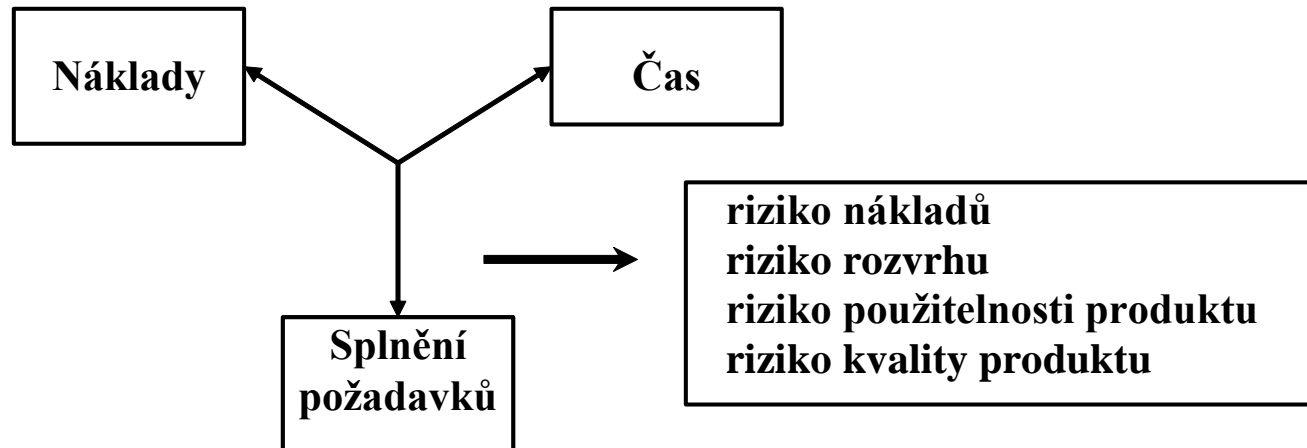 Náklady
Čas
riziko nákladů
riziko rozvrhu
riziko použitelnosti produktu
riziko kvality produktu
Splnění
požadavků